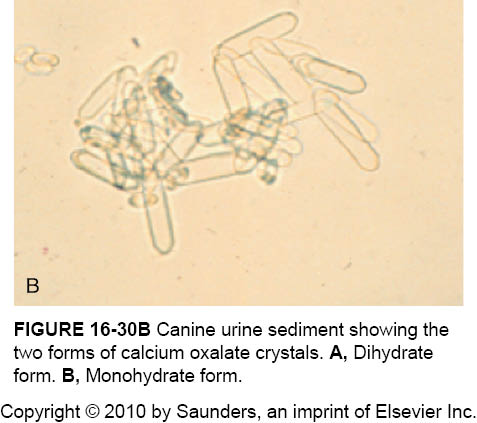 B
FIGURE 16-30B Canine urine sediment showing the
two forms of calcium oxalate crystals. A, Dihydrate
form. B, Monohydrate form.
Copyright © 2010 by Saunders, an imprint of Elsevier Inc.